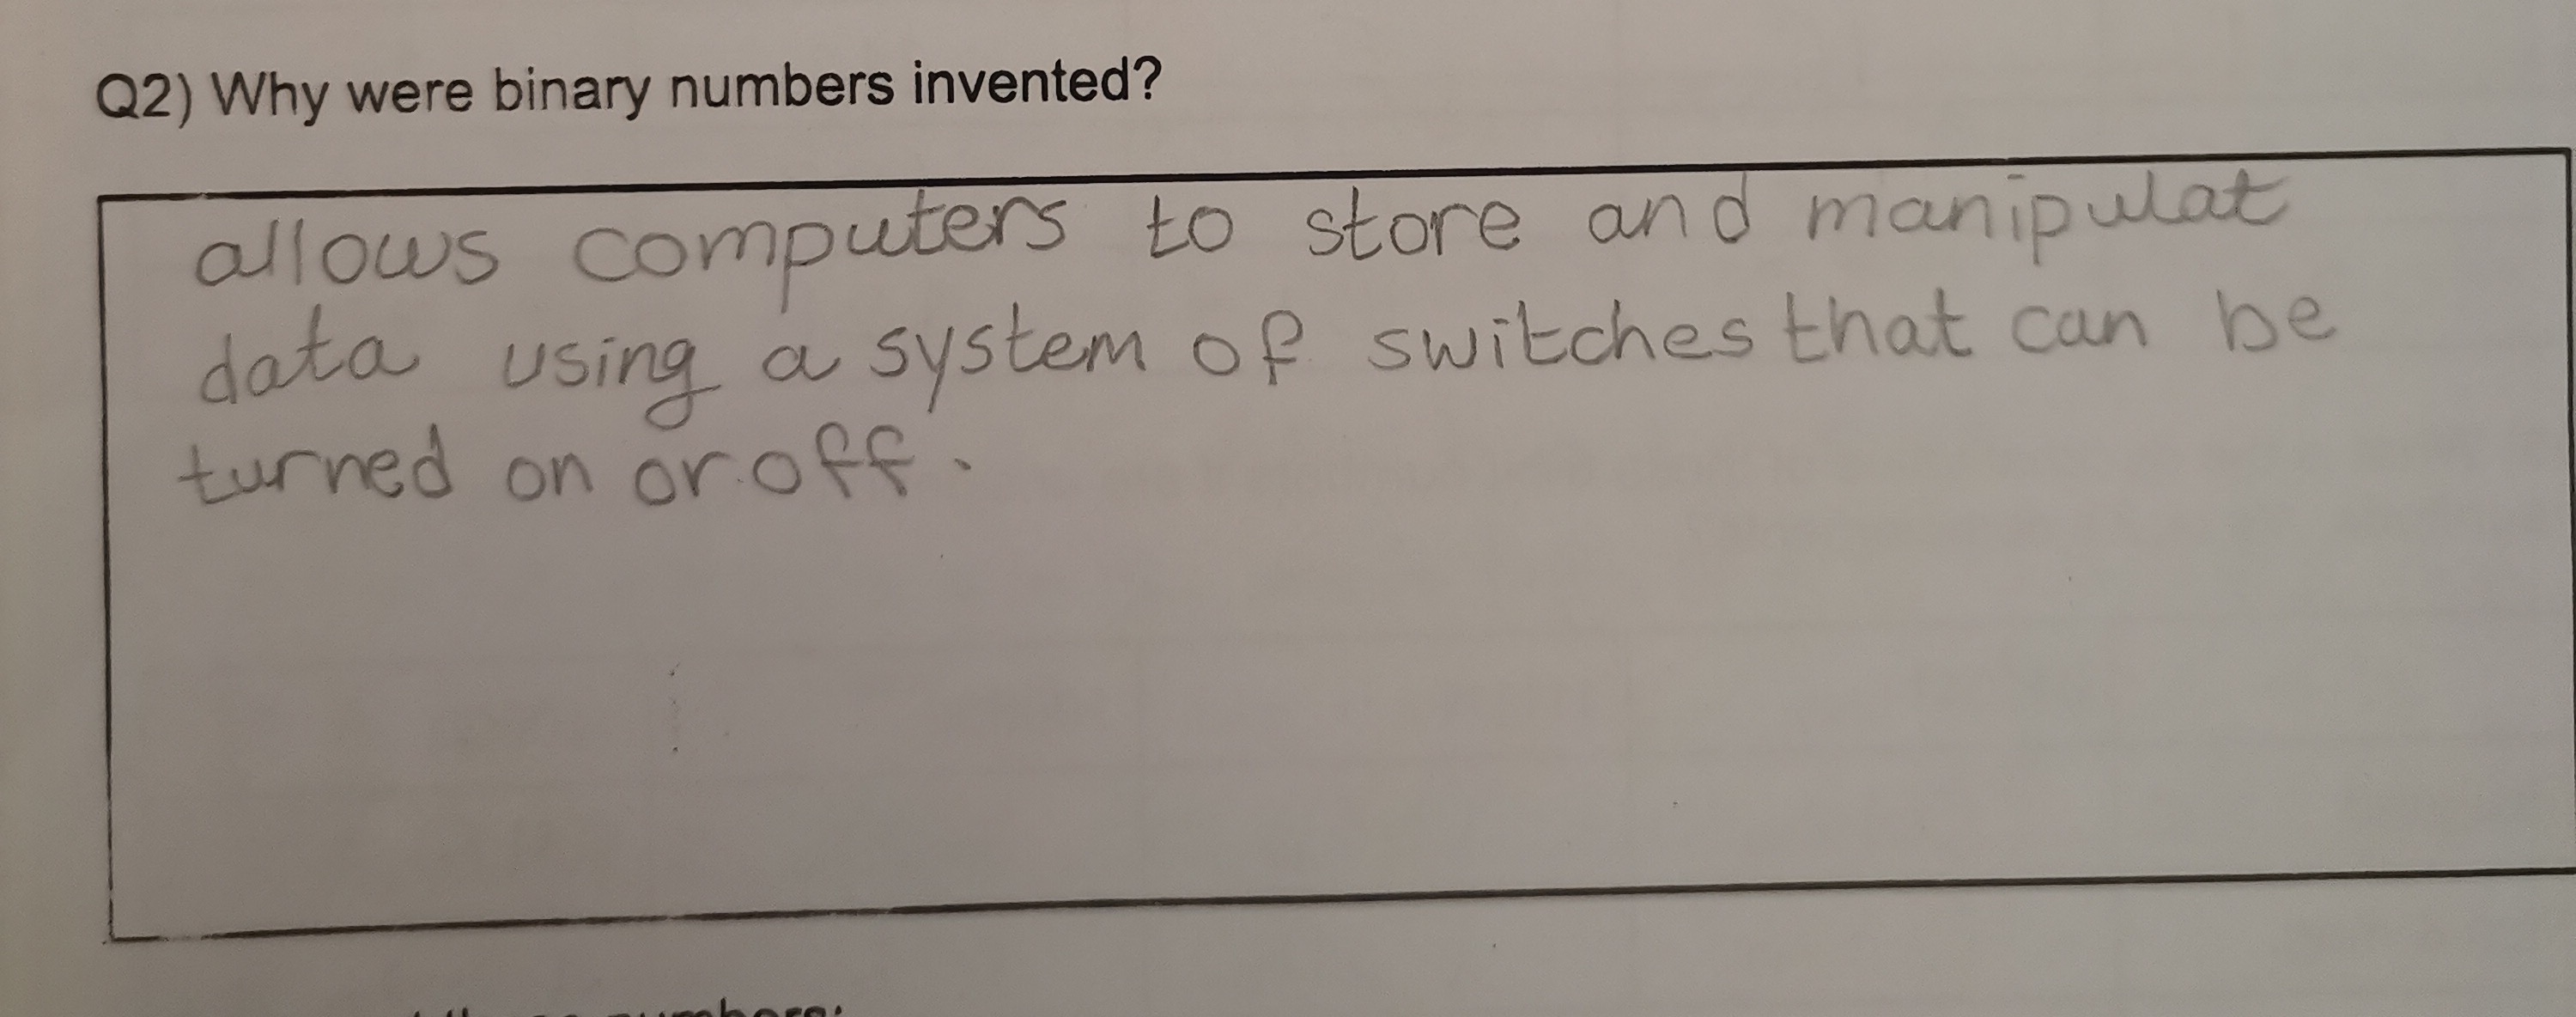 Q2) Why were binary numbers invented?
allows computers to store and manipulat
data using a system of switches that can be
turned on or off.
numbers: